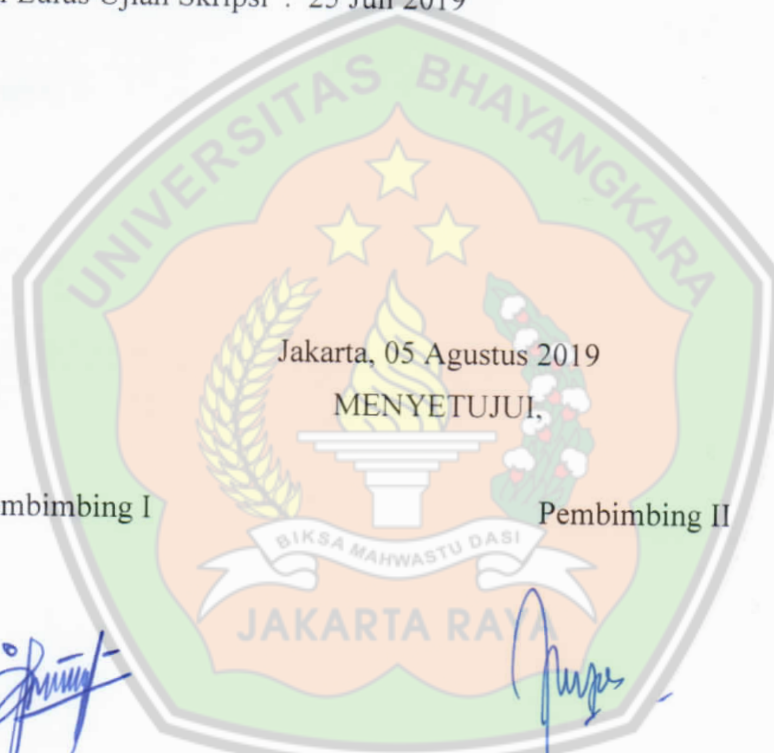 Lulus Ujian Skripsi : 25 Juli 2019
UNIVERSITAS BHAYANGKARA
Jakarta, 05 Agustus 2019
MENYETUJUI,
mbimbing I
Pembimbing II
BIKSA MAHWASTU DASI
JAKARTA RAYA